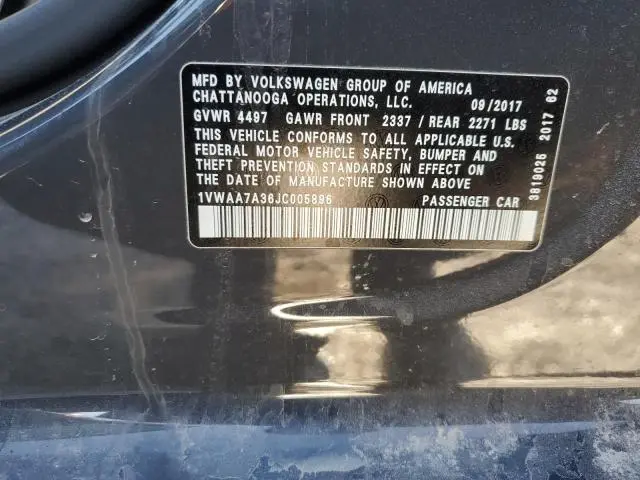 MFD BY VOLKSWAGEN GROUP OF AMERICA
CHATTANOOGA OPERATIONS, LLC. 09/2017
GVWR 4497 GAWR FRONT 2337 / REAR 2271 LBS
THIS VEHICLE CONFORMS TO ALL APPLICABLE U.S.
FEDERAL MOTOR VEHICLE SAFETY, BUMPER AND
THEFT PREVENTION STANDARDS IN EFFECT ON
THE DATE OF MANUFACTURE SHOWN ABOVE
1VWAA7A36JC005896 PASSENGER CAR
3819025 2017 62